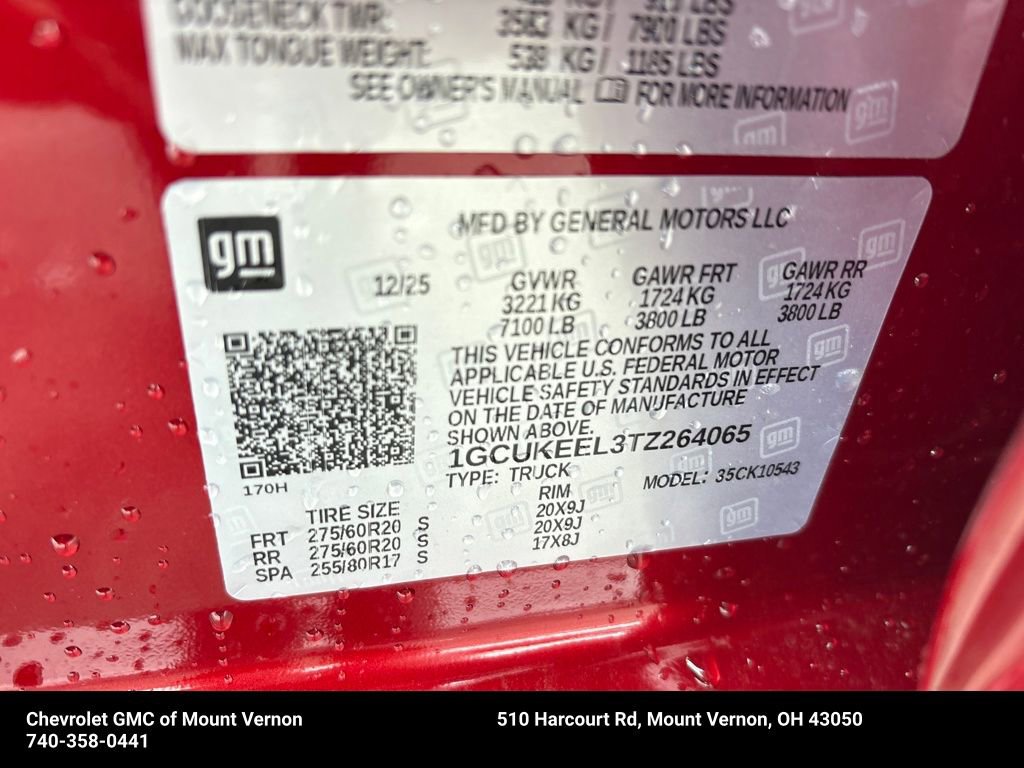 GOOSENECK TWR: 3583 KG / 7900 LBS
MAX TONGUE WEIGHT: 538 KG / 1185 LBS
SEE OWNER'S MANUAL FOR MORE INFORMATION
gm
MFD BY GENERAL MOTORS LLC
12/25 GVWR GAWR FRT GAWR RR
3221 KG 1724 KG 1724 KG
7100 LB 3800 LB 3800 LB
THIS VEHICLE CONFORMS TO ALL
APPLICABLE U.S. FEDERAL MOTOR
VEHICLE SAFETY STANDARDS IN EFFECT
ON THE DATE OF MANUFACTURE
SHOWN ABOVE.
1GCUKEEL3TZ264065
TYPE: TRUCK MODEL: 35CK10543
170H
TIRE SIZE RIM
FRT 275/60R20 S 20X9J
RR 275/60R20 S 20X9J
SPA 255/80R17 S 17X8J
Chevrolet GMC of Mount Vernon
740-358-0441
510 Harcourt Rd, Mount Vernon, OH 43050